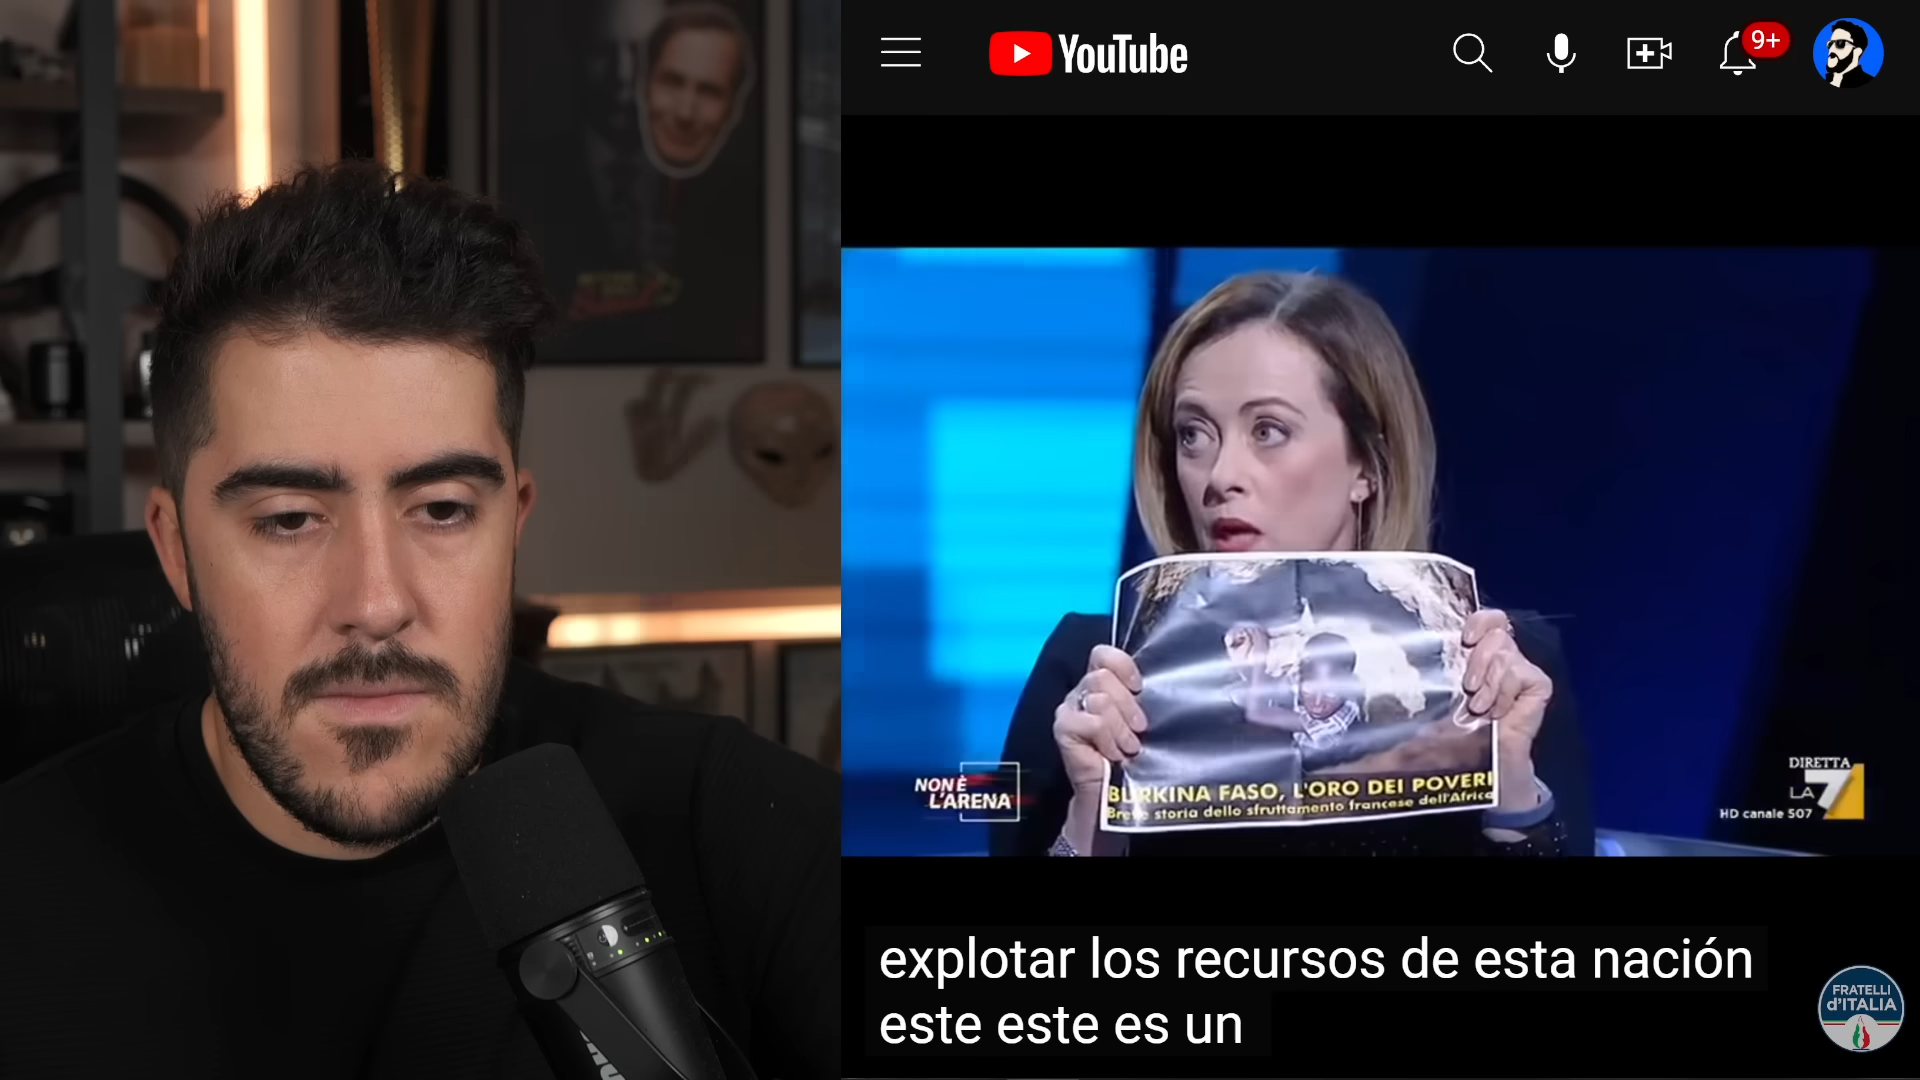 YouTube
9+
NON È
L'ARENA
BURKINA FASO, L'ORO DEI POVERI
Breve storia dello sfruttamento francese dell'Africa
DIRETTA
LA 7
HD canale 507
explotar los recursos de esta nación
este este es un
FRATELLI
d'ITALIA